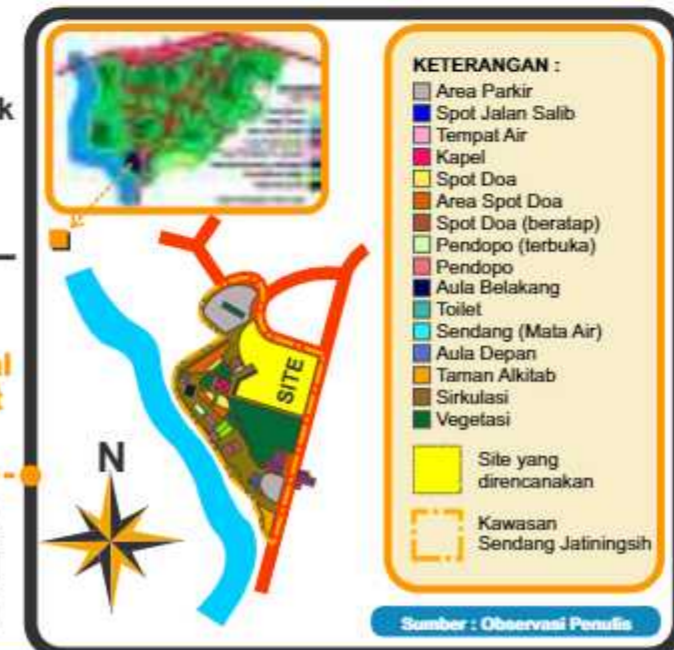 k
al
t
N
SITE
KETERANGAN :
Area Parkir
Spot Jalan Salib
Tempat Air
Kapel
Spot Doa
Area Spot Doa
Spot Doa (beratap)
Pendopo (terbuka)
Pendopo
Aula Belakang
Toilet
Sendang (Mata Air)
Aula Depan
Taman Alkitab
Sirkulasi
Vegetasi
Site yang
direncanakan
Kawasan
Sendang Jatiningsih
Sumber : Observasi Penulis